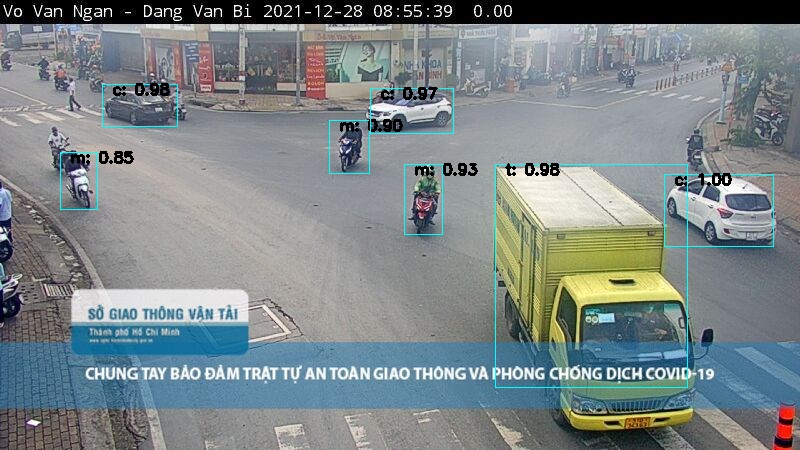 Vo Van Ngan - Dang Van Bi 2021-12-28 08:55:39 0.00
c: 0.98
c: 0.97
m: 0.90
m: 0.85
m: 0.93
t: 0.98
c: 1.00
SỞ GIAO THÔNG VẬN TẢI
Thành phố Hồ Chí Minh
CHUNG TAY BẢO ĐẢM TRẬT TỰ AN TOÀN GIAO THÔNG VÀ PHÒNG CHỐNG DỊCH COVID-19